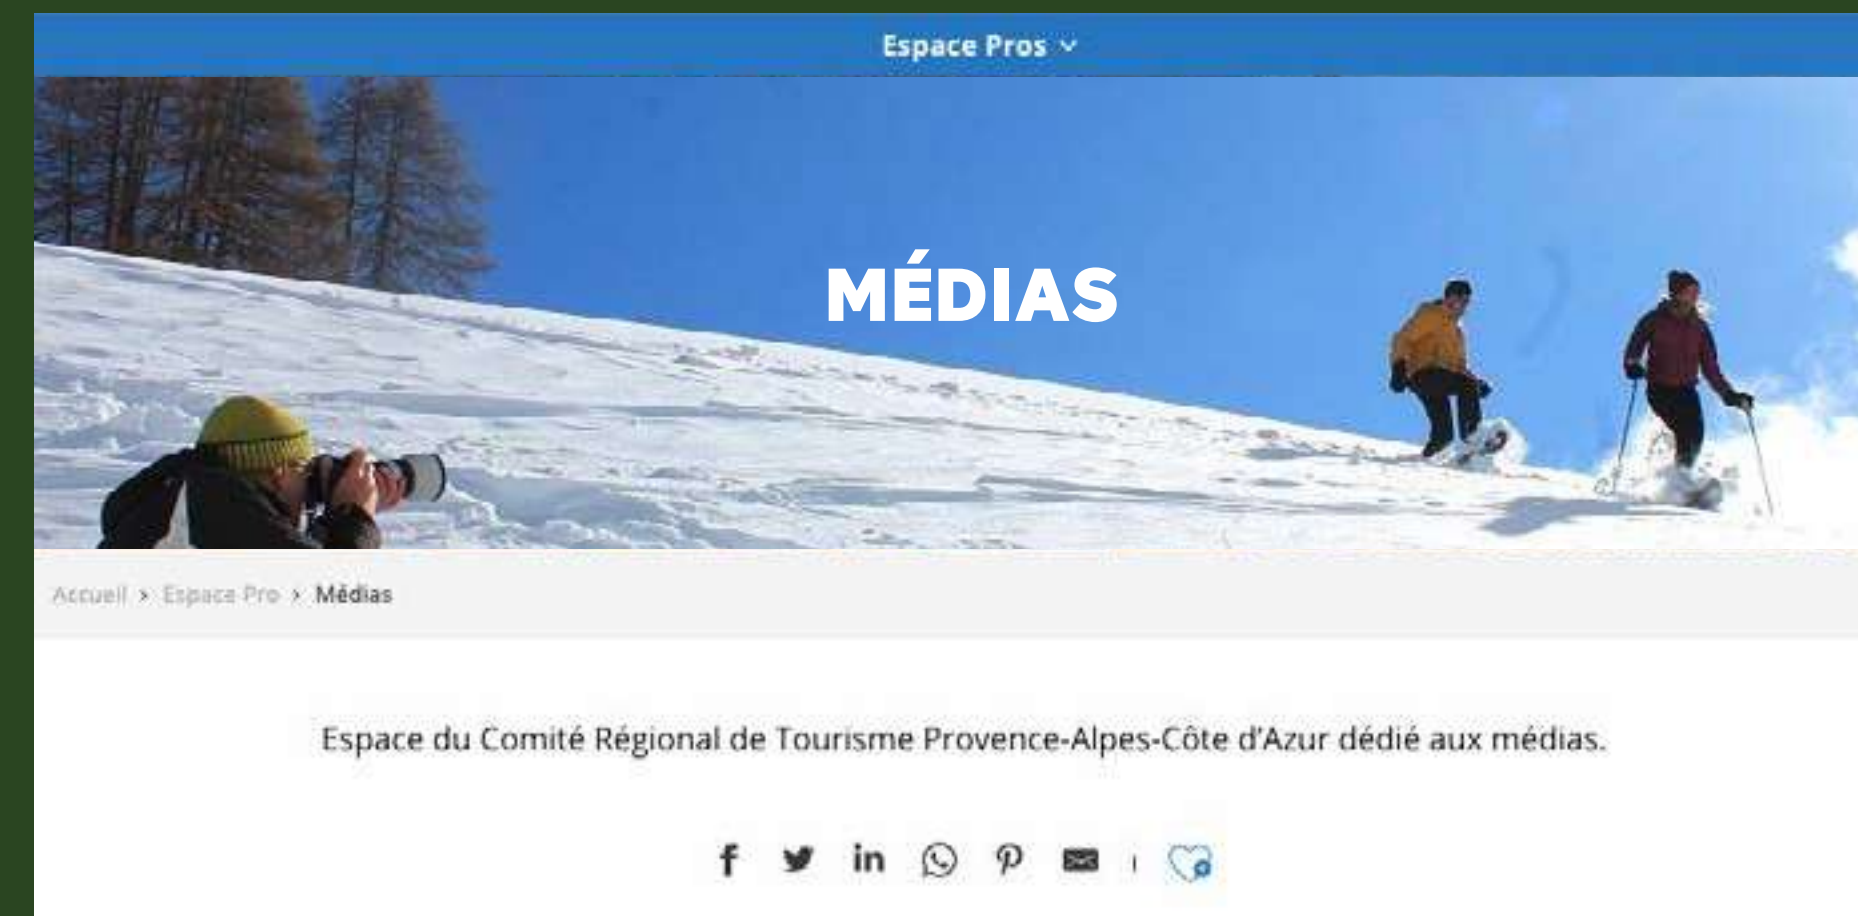 Espace Pros
MÉDIAS
Accueil > Espace Pro > Médias
Espace du Comité Régional de Tourisme Provence-Alpes-Côte d'Azur dédié aux médias.